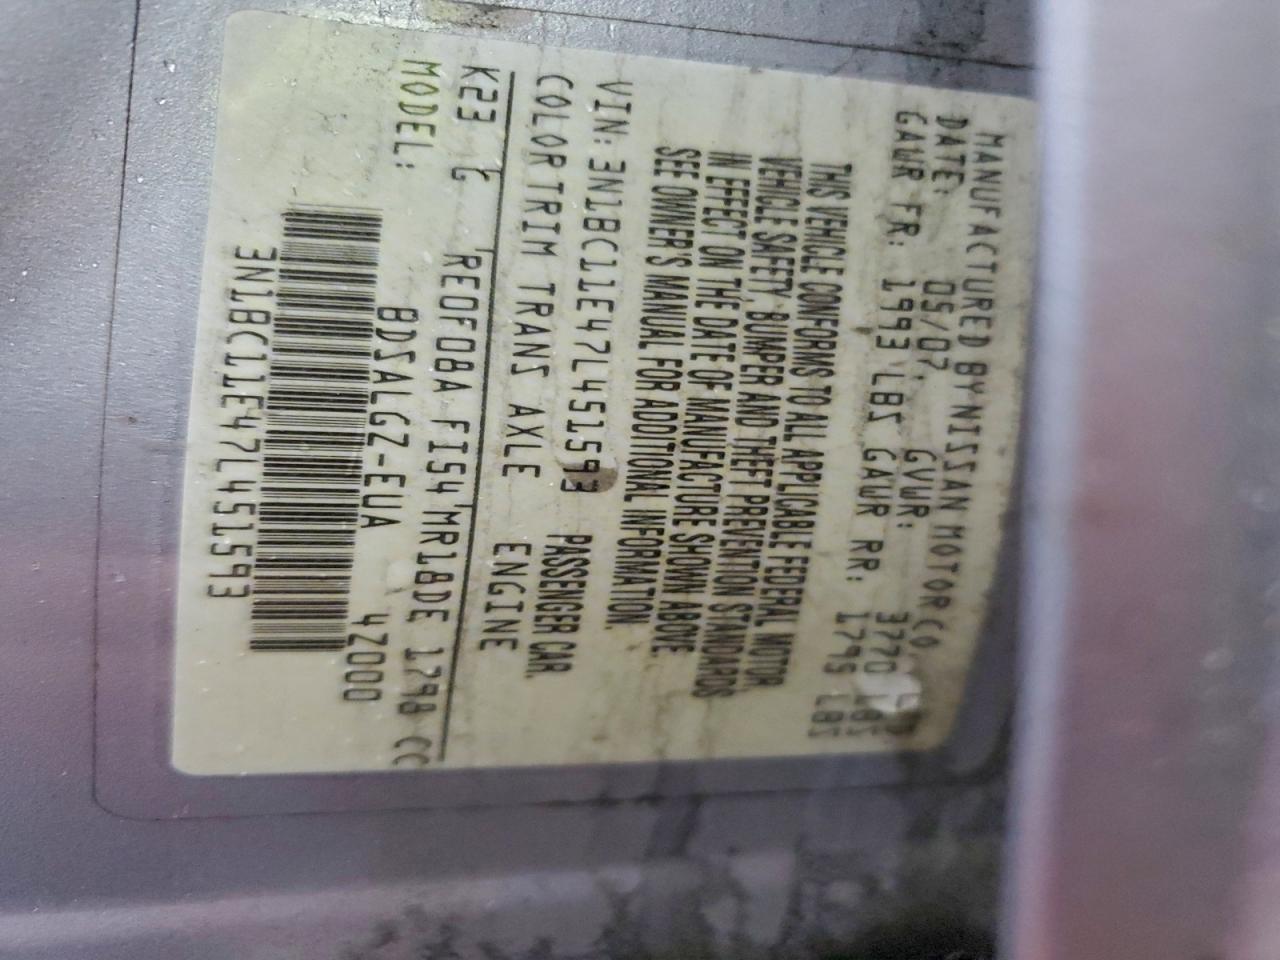 MANUFACTURED BY NISSAN MOTOR CO
DATE: 05/07, GVWR: 3770
GAWR FR: 1993 LBS GAWR RR: 1795 LBS
THIS VEHICLE CONFORMS TO ALL APPLICABLE FEDERAL MOTOR
VEHICLE SAFETY, BUMPER AND THEFT PREVENTION STANDARDS
IN EFFECT ON THE DATE OF MANUFACTURE SHOWN ABOVE
SEE OWNER'S MANUAL FOR ADDITIONAL INFORMATION.
VIN: 3N1BC11E47L451593 PASSENGER CAR.
COLOR TRIM TRANS AXLE ENGINE
K23 RE0F08A FI54 MR18DE 1798 CC
MODEL: BDSALGZ-EUA 4Z000
3N1BC11E47L451593